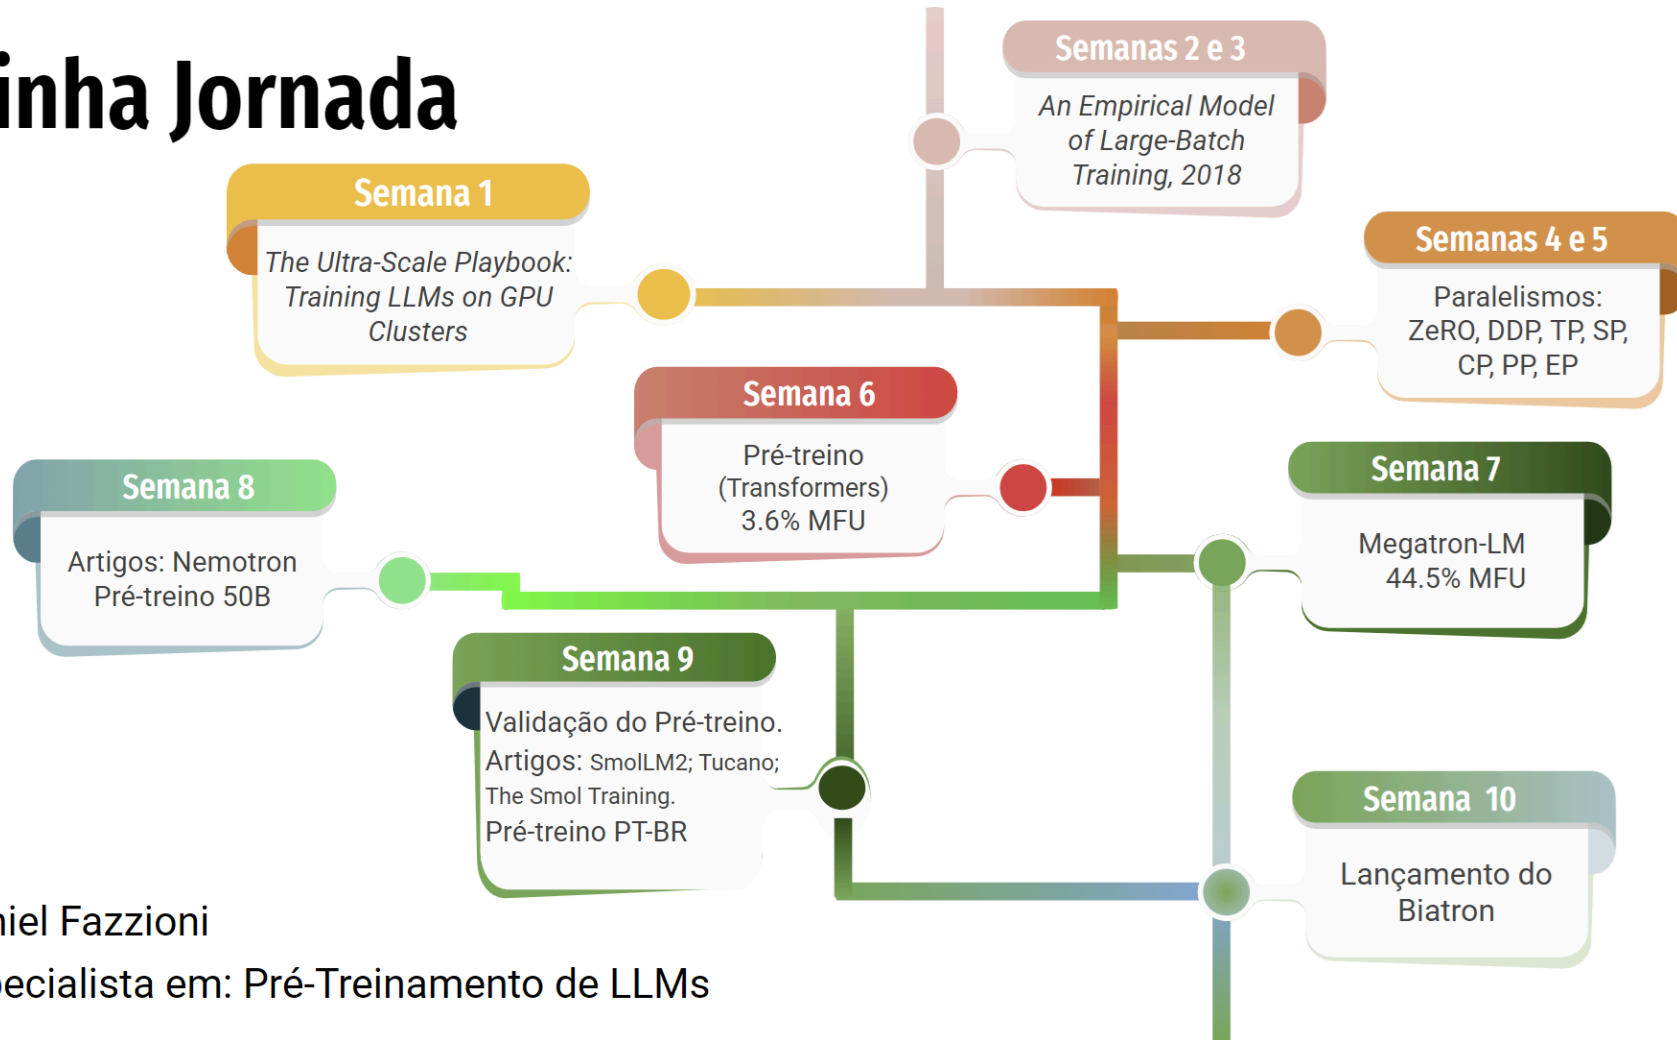 inha Jornada
Semana 1
The Ultra-Scale Playbook:
Training LLMs on GPU
Clusters
Semanas 2 e 3
An Empirical Model
of Large-Batch
Training, 2018
Semanas 4 e 5
Paralelismos:
ZeRO, DDP, TP, SP,
CP, PP, EP
Semana 6
Pré-treino
(Transformers)
3.6% MFU
Semana 7
Megatron-LM
44.5% MFU
Semana 8
Artigos: Nemotron
Pré-treino 50B
Semana 9
Validação do Pré-treino.
Artigos: SmolLM2; Tucano;
The Smol Training.
Pré-treino PT-BR
Semana 10
Lançamento do
Biatron
niel Fazzioni
pecialista em: Pré-Treinamento de LLMs